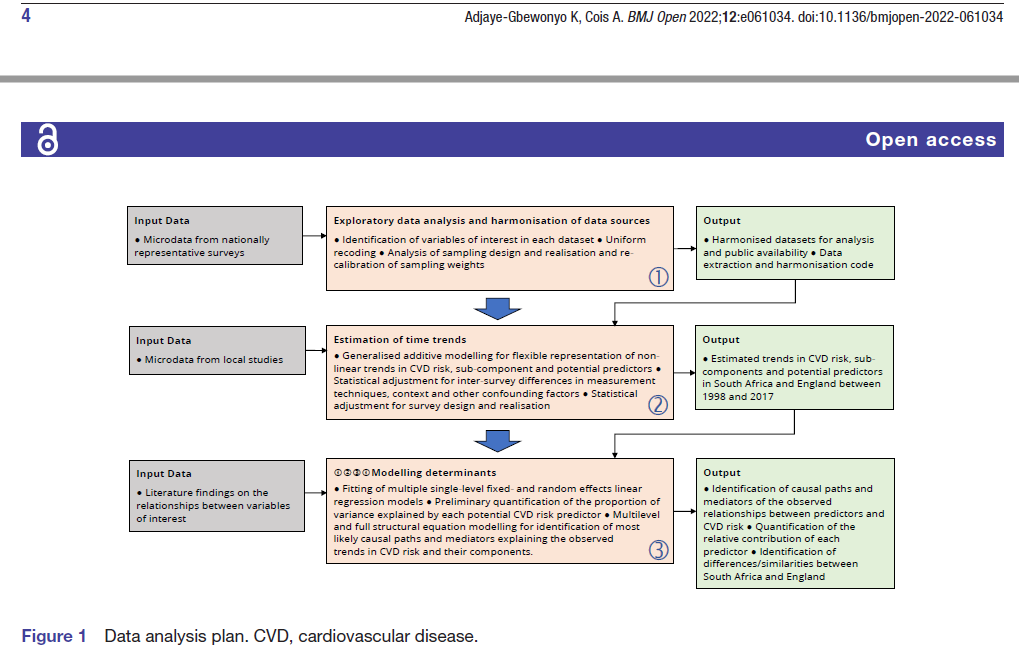 4
Adjaye-Gbewonyo K, Cois A. BMJ Open 2022;12:e061034. doi:10.1136/bmjopen-2022-061034
Open access
Input Data
• Microdata from nationally
representative surveys
Exploratory data analysis and harmonisation of data sources
• Identification of variables of interest in each dataset • Uniform
recoding • Analysis of sampling design and realisation and re-
calibration of sampling weights
①
Output
• Harmonised datasets for analysis
and public availability • Data
extraction and harmonisation code
Input Data
• Microdata from local studies
Estimation of time trends
• Generalised additive modelling for flexible representation of non-
linear trends in CVD risk, sub-component and potential predictors •
Statistical adjustment for inter-survey differences in measurement
techniques, context and other confounding factors • Statistical
adjustment for survey design and realisation
②
Output
• Estimated trends in CVD risk, sub-
components and potential predictors
in South Africa and England between
1998 and 2017
Input Data
• Literature findings on the
relationships between variables
of interest
Modelling determinants
• Fitting of multiple single-level fixed- and random effects linear
regression models • Preliminary quantification of the proportion of
variance explained by each potential CVD risk predictor • Multilevel
and full structural equation modelling for identification of most
likely causal paths and mediators explaining the observed
trends in CVD risk and their components.
③
Output
• Identification of causal paths and
mediators of the observed
relationships between predictors and
CVD risk • Quantification of the
relative contribution of each
predictor • Identification of
differences/similarities between
South Africa and England
Figure 1 Data analysis plan. CVD, cardiovascular disease.